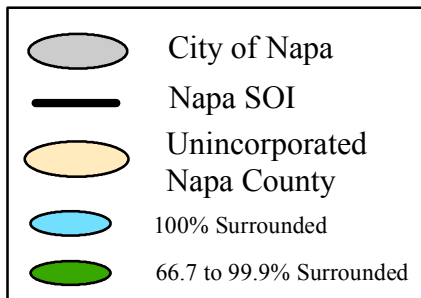 City of Napa
Napa SOI
Unincorporated
Napa County
100% Surrounded
66.7 to 99.9% Surrounded